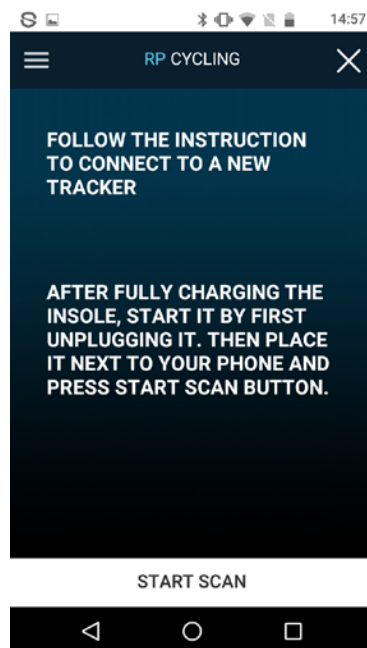 14:57
RP CYCLING
FOLLOW THE INSTRUCTION
TO CONNECT TO A NEW
TRACKER
AFTER FULLY CHARGING THE
INSOLE, START IT BY FIRST
UNPLUGGING IT. THEN PLACE
IT NEXT TO YOUR PHONE AND
PRESS START SCAN BUTTON.
START SCAN